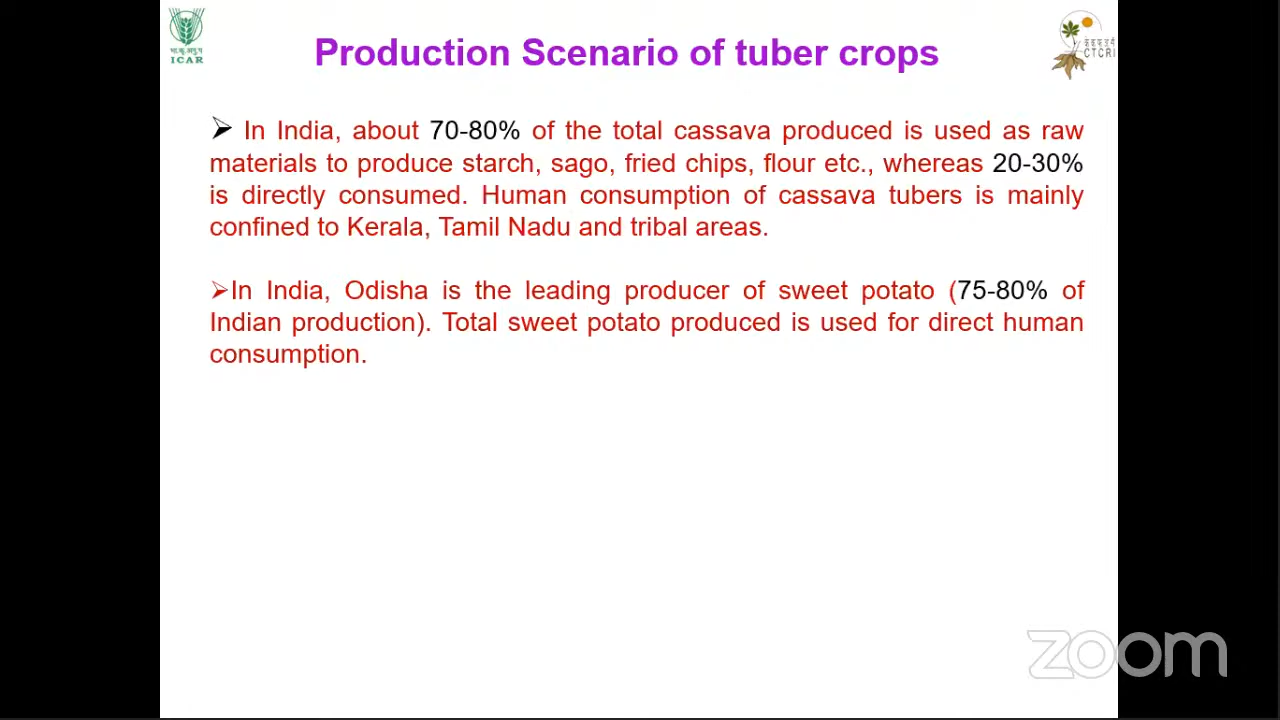 ICAR
Production Scenario of tuber crops
CTCRI
➢ In India, about 70-80% of the total cassava produced is used as raw
materials to produce starch, sago, fried chips, flour etc., whereas 20-30%
is directly consumed. Human consumption of cassava tubers is mainly
confined to Kerala, Tamil Nadu and tribal areas.
➢In India, Odisha is the leading producer of sweet potato (75-80% of
Indian production). Total sweet potato produced is used for direct human
consumption.
zoom